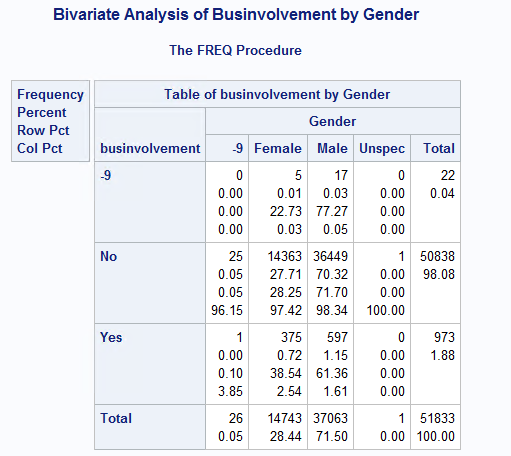 Bivariate Analysis of Businvolvement by Gender
The FREQ Procedure
Frequency
Percent
Row Pct
Col Pct
Table of businvolvement by Gender
Gender
businvolvement -9 Female Male Unspec Total
-9 0 5 17 0 22
0.00 0.01 0.03 0.00 0.04
0.00 22.73 77.27 0.00
0.00 0.03 0.05 0.00
No 25 14363 36449 1 50838
0.05 27.71 70.32 0.00 98.08
0.05 28.25 71.70 0.00
96.15 97.42 98.34 100.00
Yes 1 375 597 0 973
0.00 0.72 1.15 0.00 1.88
0.10 38.54 61.36 0.00
3.85 2.54 1.61 0.00
Total 26 14743 37063 1 51833
0.05 28.44 71.50 0.00 100.00